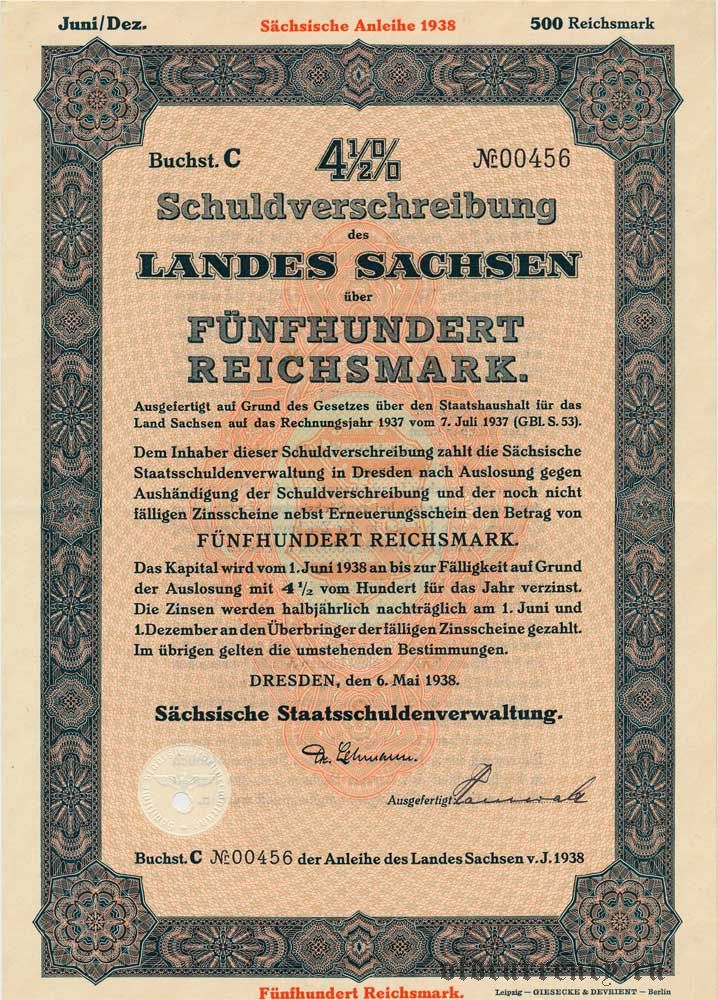 Juni/Dez.
Sächsische Anleihe 1938
500 Reichsmark
Buchst. C
4½%
№ 00456
Schuldverschreibung
des
LANDES SACHSEN
über
FÜNFHUNDERT
REICHSMARK.
Ausgefertigt auf Grund des Gesetzes über den Staatshaushalt für das
Land Sachsen auf das Rechnungsjahr 1937 vom 7. Juli 1937 (GBl. S. 53).
Dem Inhaber dieser Schuldverschreibung zahlt die Sächsische
Staatsschuldenverwaltung in Dresden nach Auslosung gegen
Aushändigung der Schuldverschreibung und der noch nicht
fälligen Zinsscheine nebst Erneuerungsschein den Betrag von
FÜNFHUNDERT REICHSMARK.
Das Kapital wird vom 1. Juni 1938 an bis zur Fälligkeit auf Grund
der Auslosung mit 4½ vom Hundert für das Jahr verzinst.
Die Zinsen werden halbjährlich nachträglich am 1. Juni und
1. Dezember an den Überbringer der fälligen Zinsscheine gezahlt.
Im übrigen gelten die umstehenden Bestimmungen.
DRESDEN, den 6. Mai 1938.
Sächsische Staatsschuldenverwaltung.
Dr. Lehmann.
Ausgefertigt:
Buchst. C № 00456 der Anleihe des Landes Sachsen v. J. 1938
Fünfhundert Reichsmark.
Leipzig — GIESECKE & DEVRIENT — Berlin